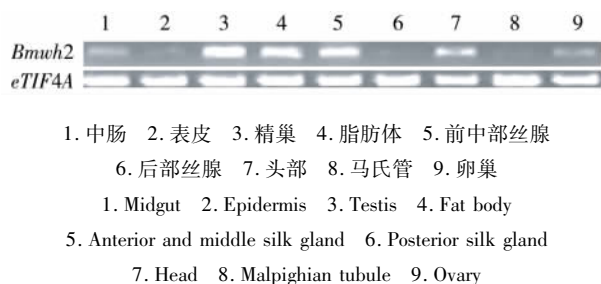 1 2 3 4 5 6 7 8 9
Bmwh2
eTIF4A
1. 中肠 2. 表皮 3. 精巢 4. 脂肪体 5. 前中部丝腺
6. 后部丝腺 7. 头部 8. 马氏管 9. 卵巢
1. Midgut 2. Epidermis 3. Testis 4. Fat body
5. Anterior and middle silk gland 6. Posterior silk gland
7. Head 8. Malpighian tubule 9. Ovary